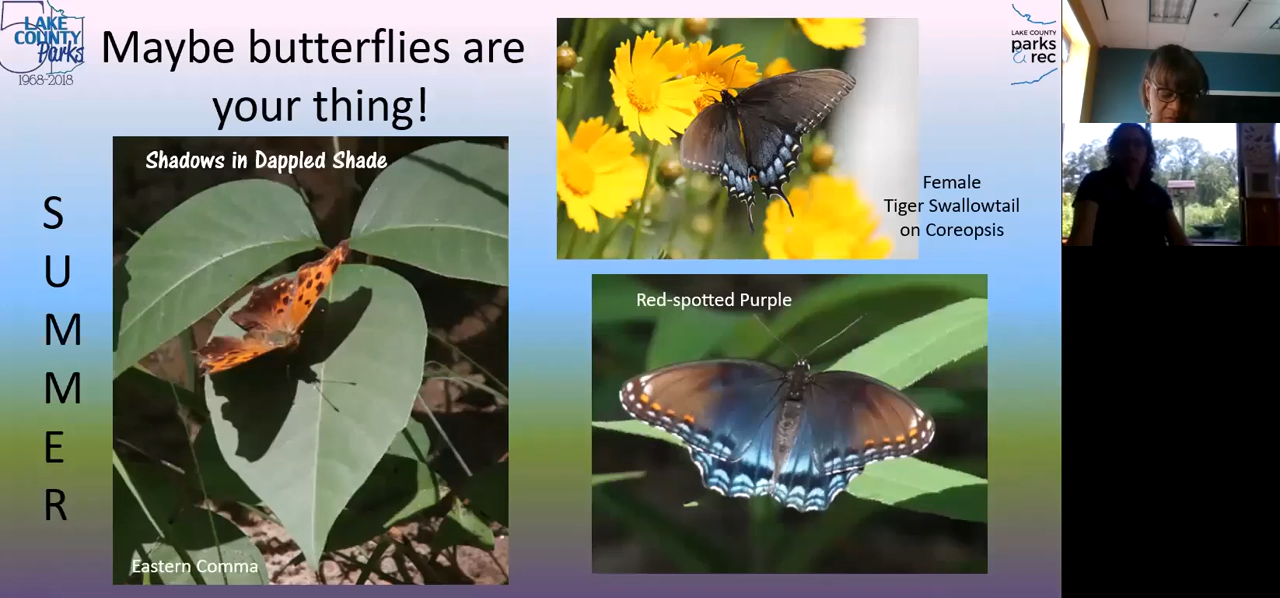 LAKE
COUNTY
Parks
1968-2018
Maybe butterflies are
your thing!
LAKE COUNTY
parks
& rec
Shadows in Dappled Shade
Female
Tiger Swallowtail
on Coreopsis
S
U
M
M
E
R
Red-spotted Purple
Eastern Comma